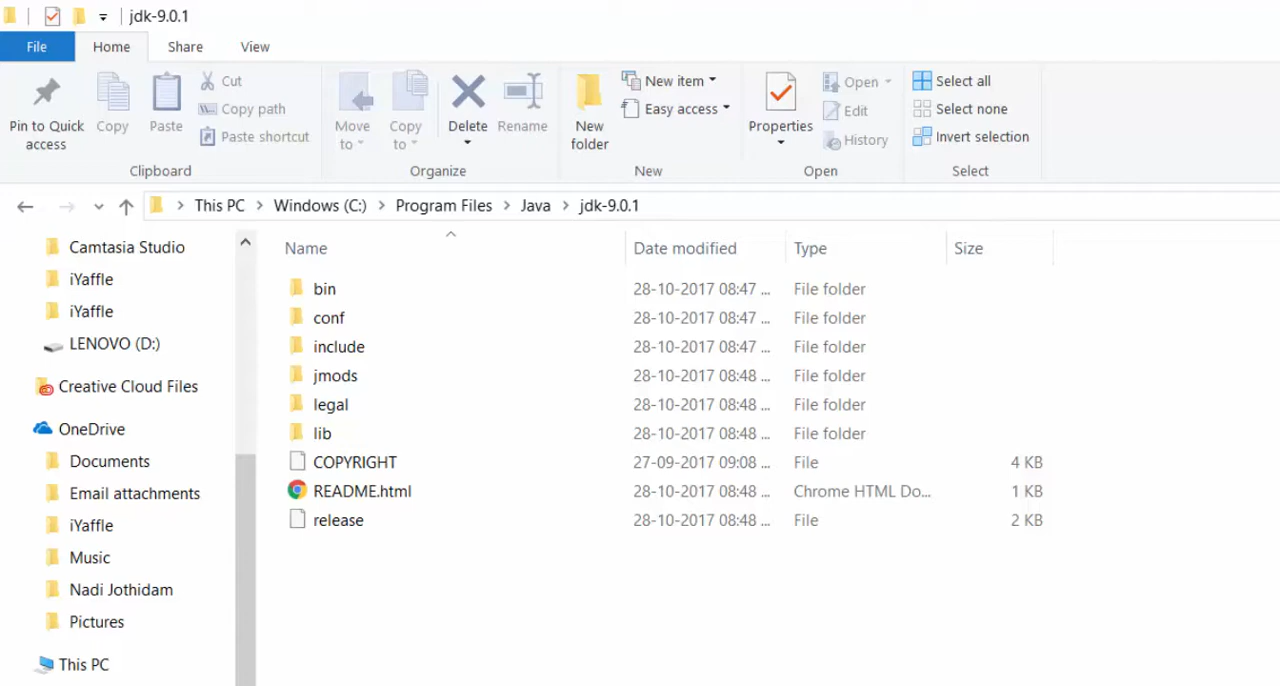 jdk-9.0.1
File Home Share View
Pin to Quick access
Copy
Paste
Cut
Copy path
Paste shortcut
Clipboard
Move to
Copy to
Delete
Rename
Organize
New folder
New item
Easy access
New
Properties
Open
Edit
History
Open
Select all
Select none
Invert selection
Select
This PC > Windows (C:) > Program Files > Java > jdk-9.0.1
Camtasia Studio
iYaffle
iYaffle
LENOVO (D:)
Creative Cloud Files
OneDrive
Documents
Email attachments
iYaffle
Music
Nadi Jothidam
Pictures
This PC
Name Date modified Type Size
bin 28-10-2017 08:47 ... File folder
conf 28-10-2017 08:47 ... File folder
include 28-10-2017 08:47 ... File folder
jmods 28-10-2017 08:48 ... File folder
legal 28-10-2017 08:48 ... File folder
lib 28-10-2017 08:48 ... File folder
COPYRIGHT 27-09-2017 09:08 ... File 4 KB
README.html 28-10-2017 08:48 ... Chrome HTML Do... 1 KB
release 28-10-2017 08:48 ... File 2 KB